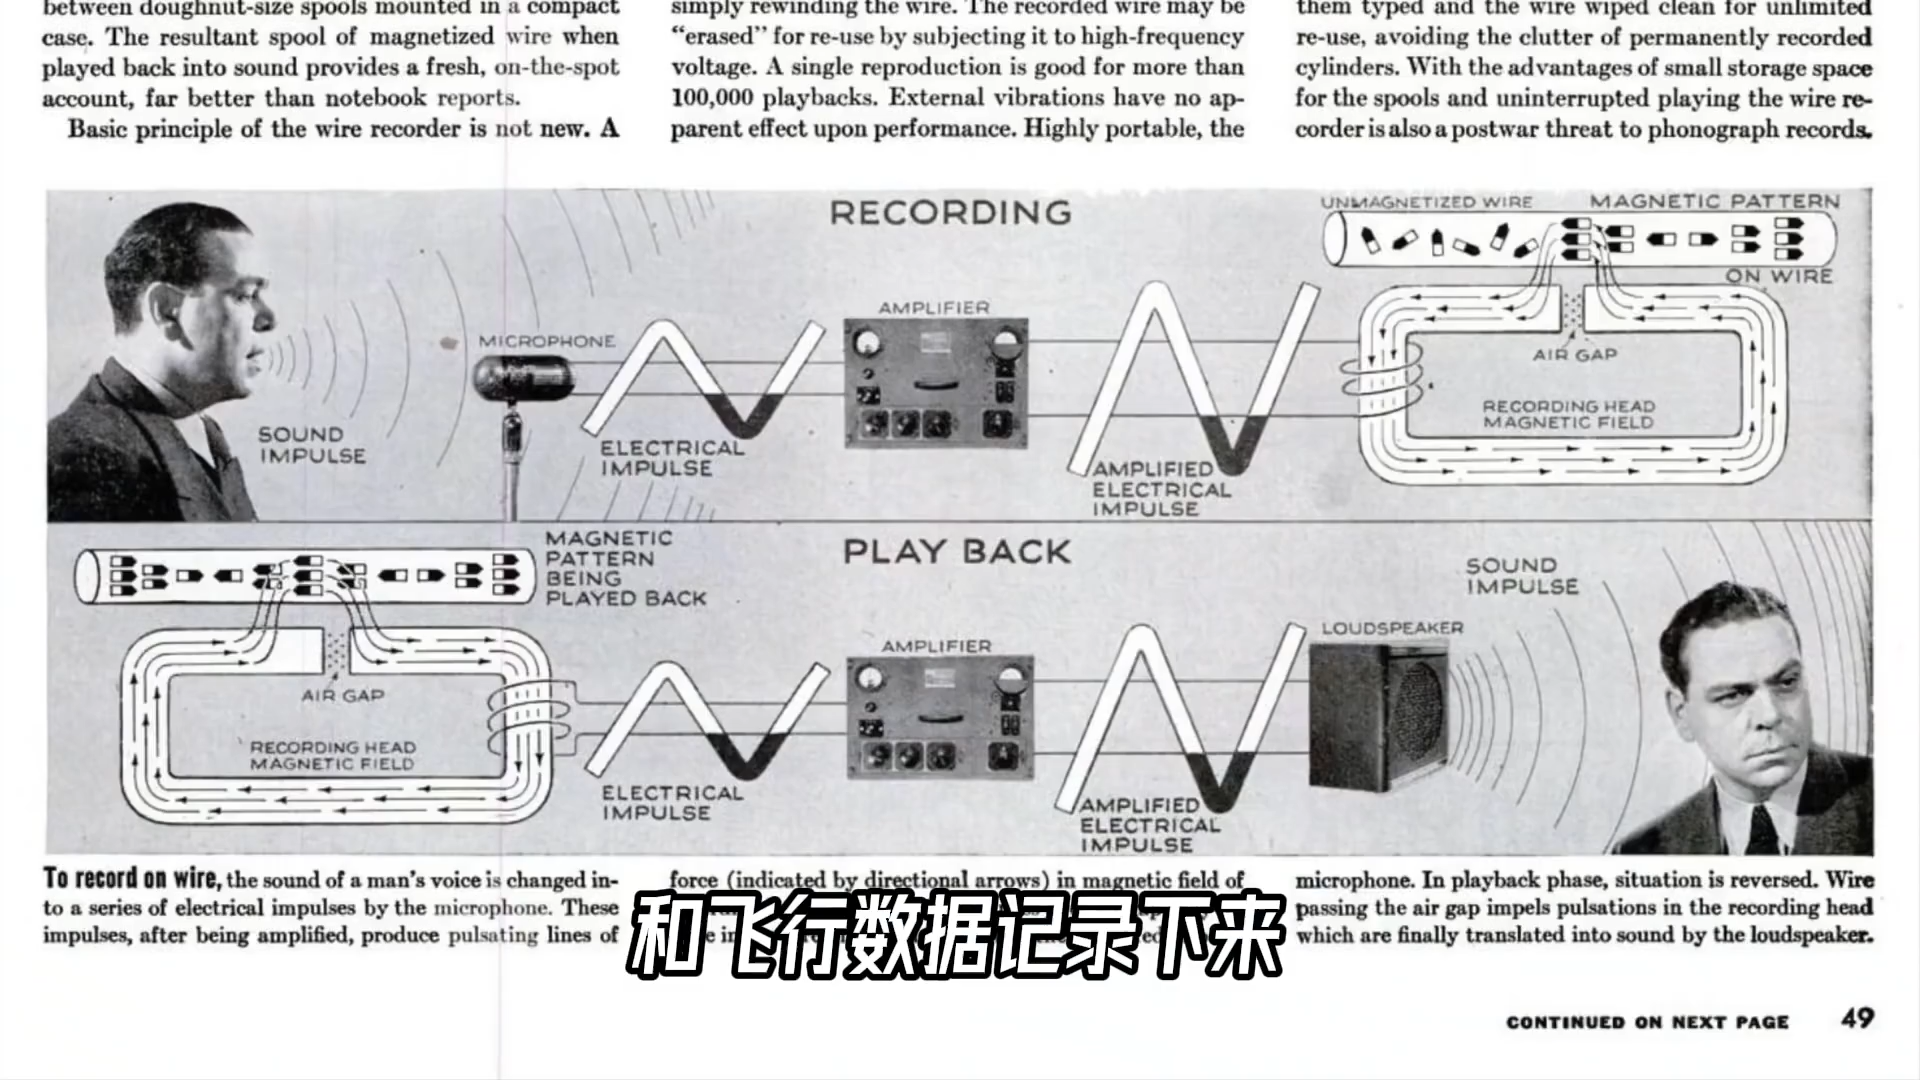 between doughnut-size spools mounted in a compact
case. The resultant spool of magnetized wire when
played back into sound provides a fresh, on-the-spot
account, far better than notebook reports.
Basic principle of the wire recorder is not new. A
simply rewinding the wire. The recorded wire may be
“erased” for re-use by subjecting it to high-frequency
voltage. A single reproduction is good for more than
100,000 playbacks. External vibrations have no ap-
parent effect upon performance. Highly portable, the
them typed and the wire wiped clean for unlimited
re-use, avoiding the clutter of permanently recorded
cylinders. With the advantages of small storage space
for the spools and uninterrupted playing the wire re-
corder is also a postwar threat to phonograph records.
RECORDING
UNMAGNETIZED WIRE
MAGNETIC PATTERN
ON WIRE
AMPLIFIER
MICROPHONE
AIR GAP
RECORDING HEAD
MAGNETIC FIELD
SOUND
IMPULSE
ELECTRICAL
IMPULSE
AMPLIFIED
ELECTRICAL
IMPULSE
PLAY BACK
MAGNETIC
PATTERN
BEING
PLAYED BACK
SOUND
IMPULSE
LOUDSPEAKER
AMPLIFIER
AIR GAP
RECORDING HEAD
MAGNETIC FIELD
ELECTRICAL
IMPULSE
AMPLIFIED
ELECTRICAL
IMPULSE
To record on wire, the sound of a man's voice is changed in-
to a series of electrical impulses by the microphone. These
impulses, after being amplified, produce pulsating lines of
force (indicated by directional arrows) in magnetic field of
microphone. In playback phase, situation is reversed. Wire
passing the air gap impels pulsations in the recording head
which are finally translated into sound by the loudspeaker.
和飞行数据记录下来
CONTINUED ON NEXT PAGE 49